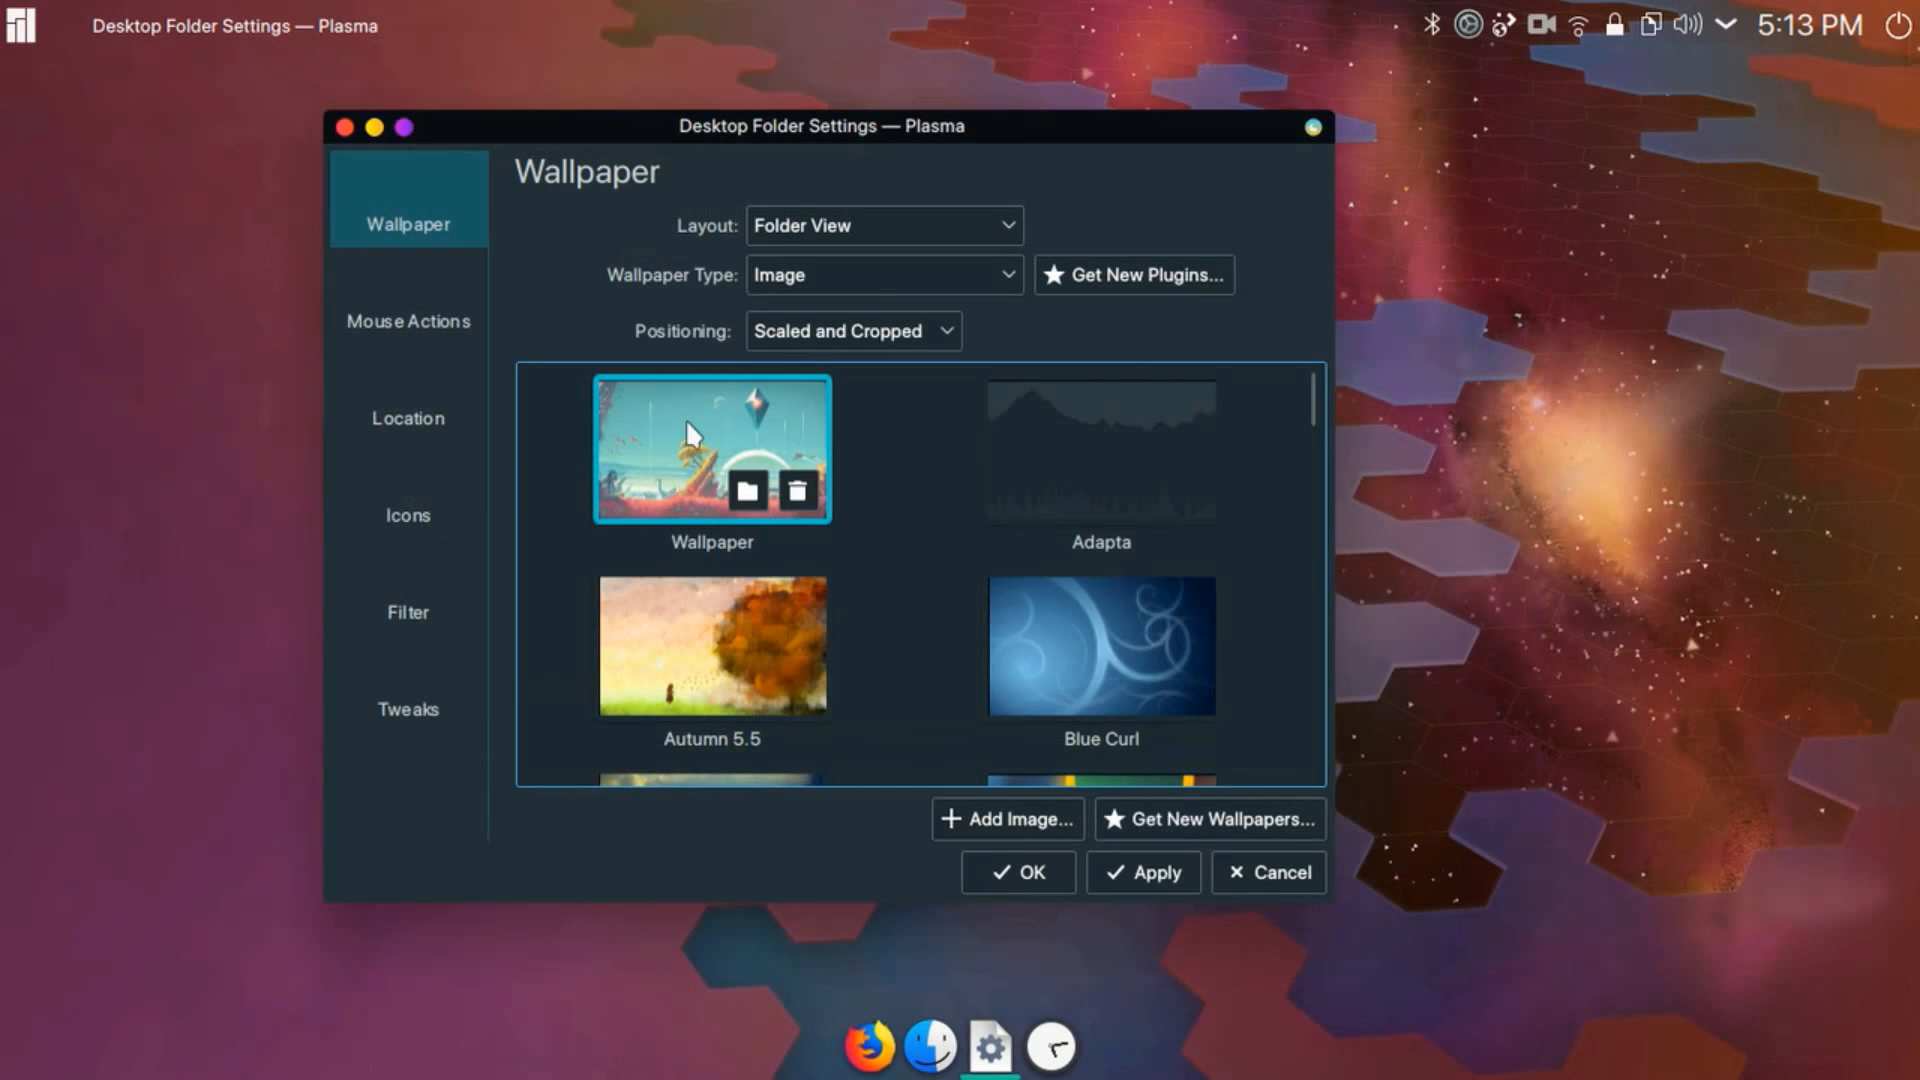 Desktop Folder Settings — Plasma
5:13 PM
Desktop Folder Settings — Plasma
Wallpaper
Mouse Actions
Location
Icons
Filter
Tweaks
Wallpaper
Layout: Folder View
Wallpaper Type: Image Get New Plugins...
Positioning: Scaled and Cropped
Wallpaper Adapta
Autumn 5.5 Blue Curl
Add Image... Get New Wallpapers...
OK Apply Cancel